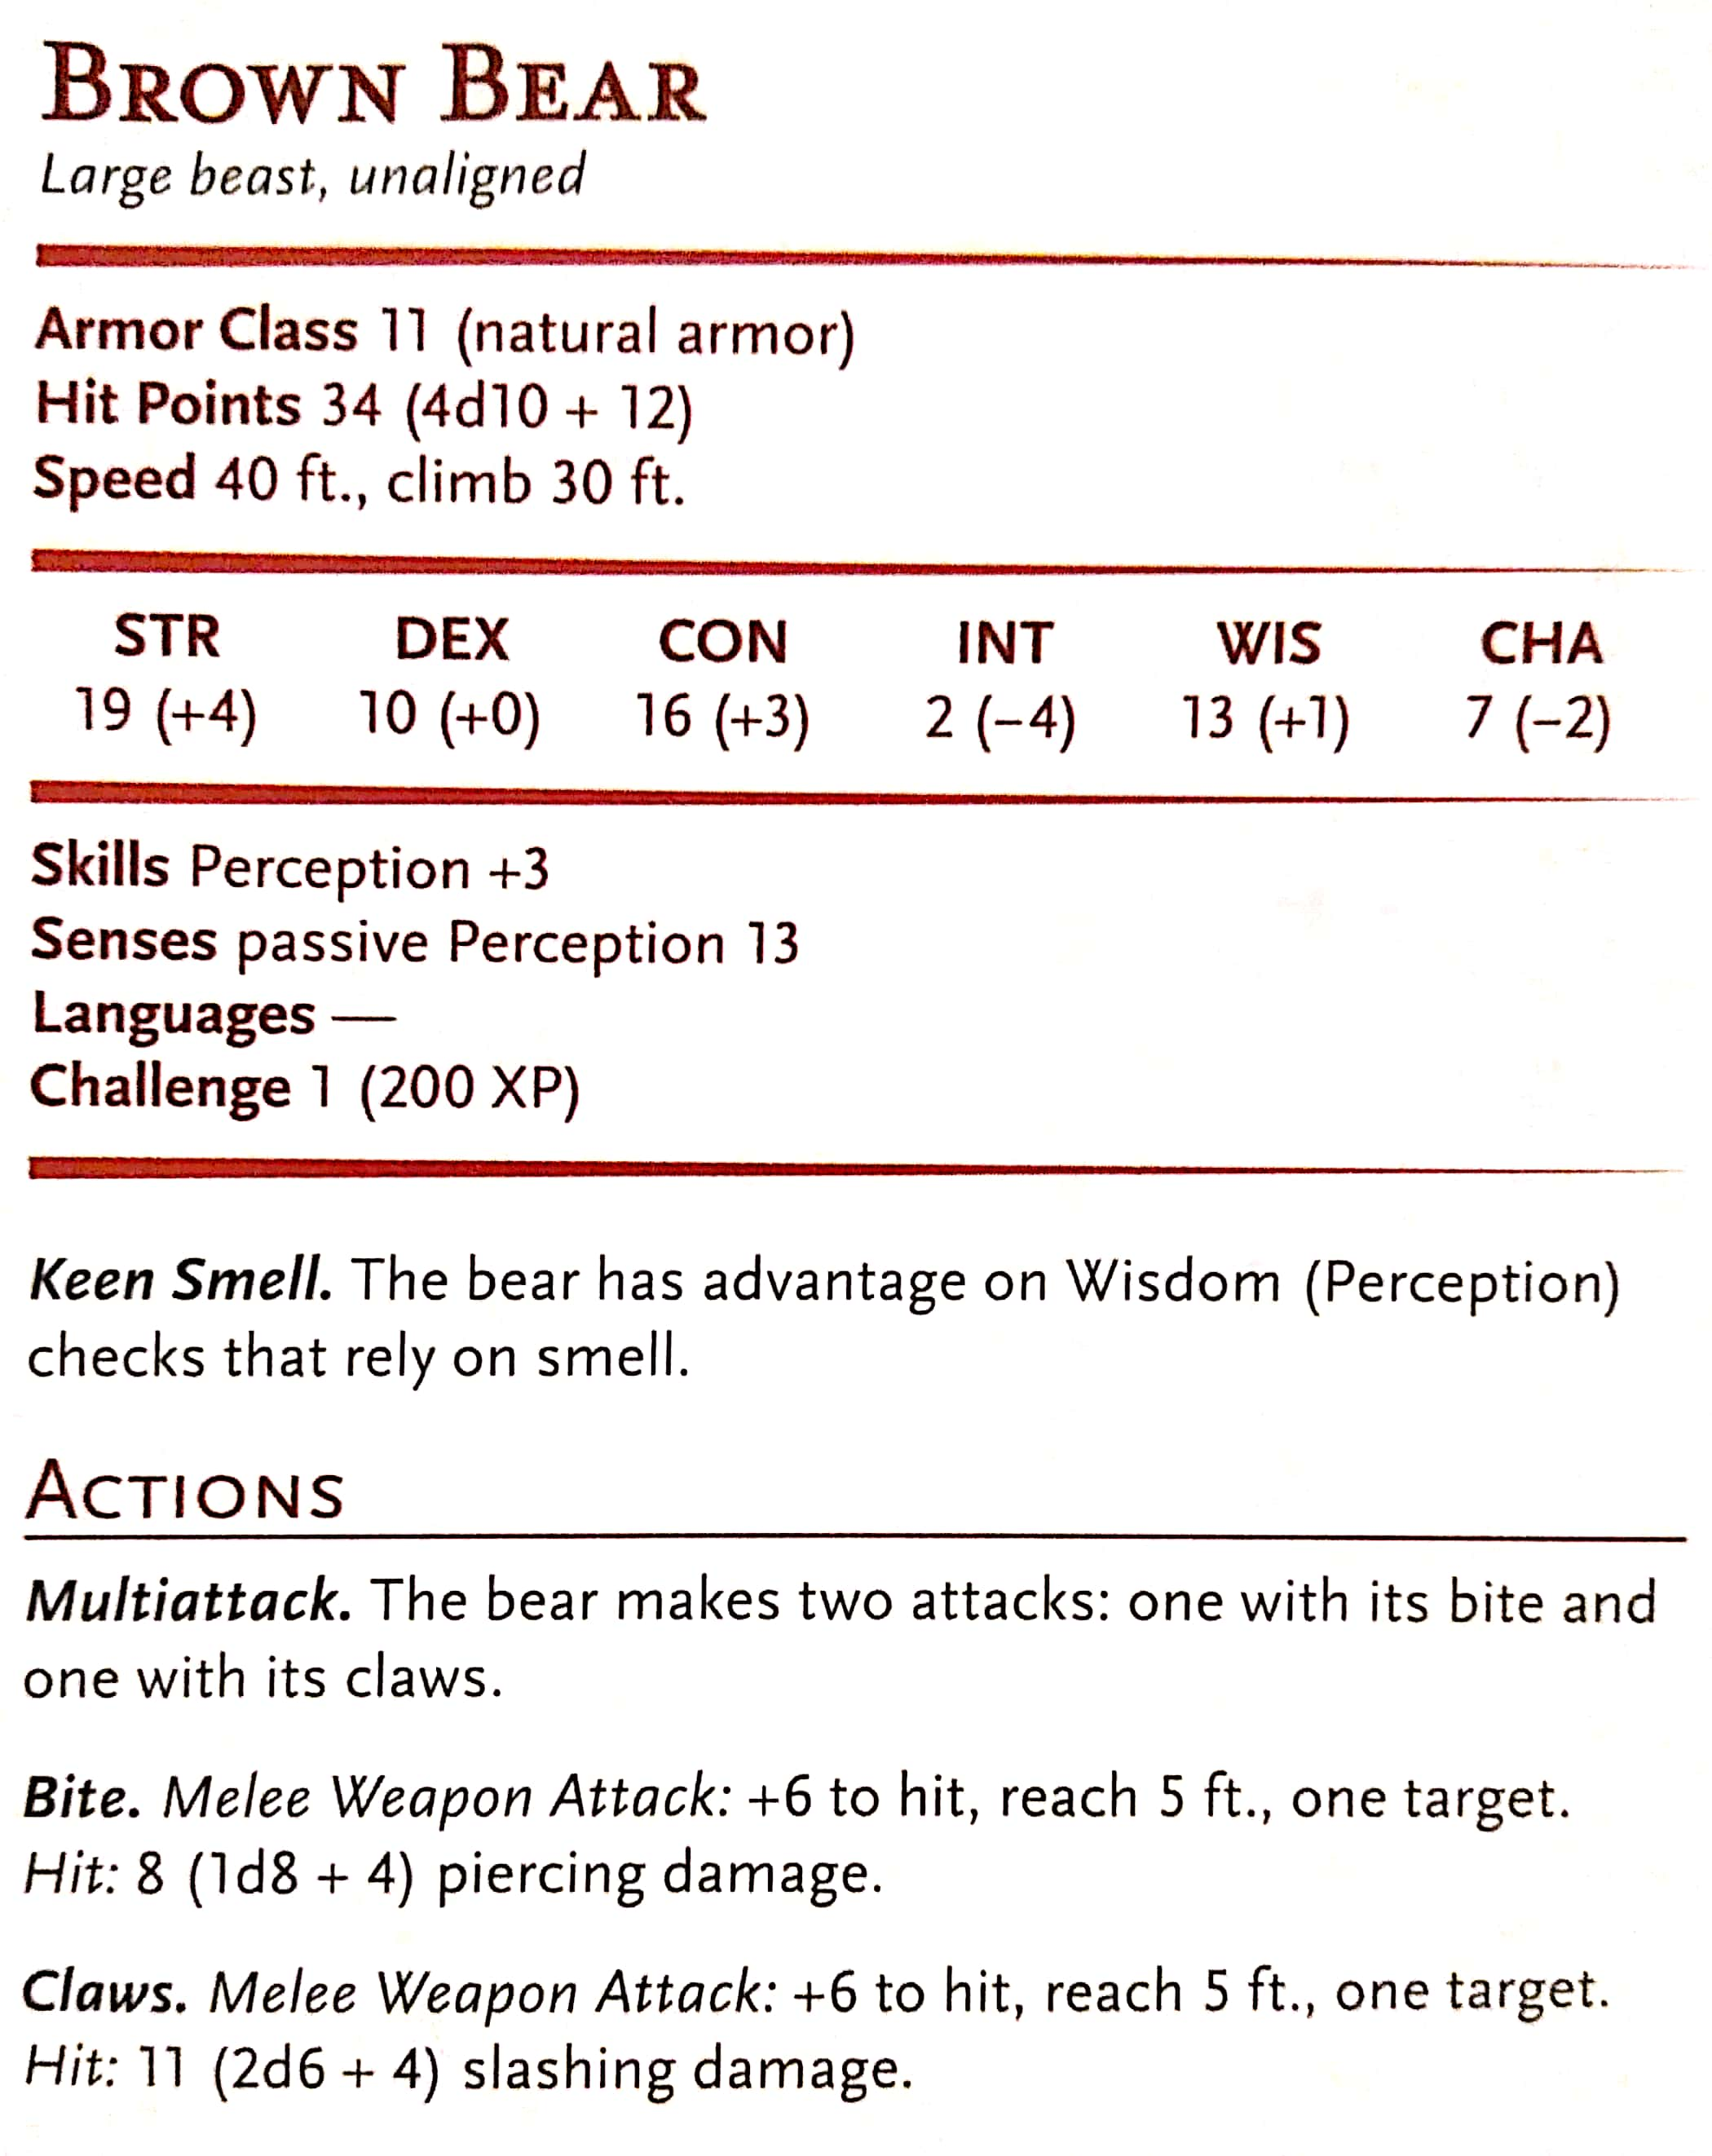 BROWN BEAR
Large beast, unaligned
Armor Class 11 (natural armor)
Hit Points 34 (4d10 + 12)
Speed 40 ft., climb 30 ft.
STR DEX CON INT WIS CHA
19 (+4) 10 (+0) 16 (+3) 2 (−4) 13 (+1) 7 (−2)
Skills Perception +3
Senses passive Perception 13
Languages —
Challenge 1 (200 XP)
Keen Smell. The bear has advantage on Wisdom (Perception)
checks that rely on smell.
ACTIONS
Multiattack. The bear makes two attacks: one with its bite and
one with its claws.
Bite. Melee Weapon Attack: +6 to hit, reach 5 ft., one target.
Hit: 8 (1d8 + 4) piercing damage.
Claws. Melee Weapon Attack: +6 to hit, reach 5 ft., one target.
Hit: 11 (2d6 + 4) slashing damage.